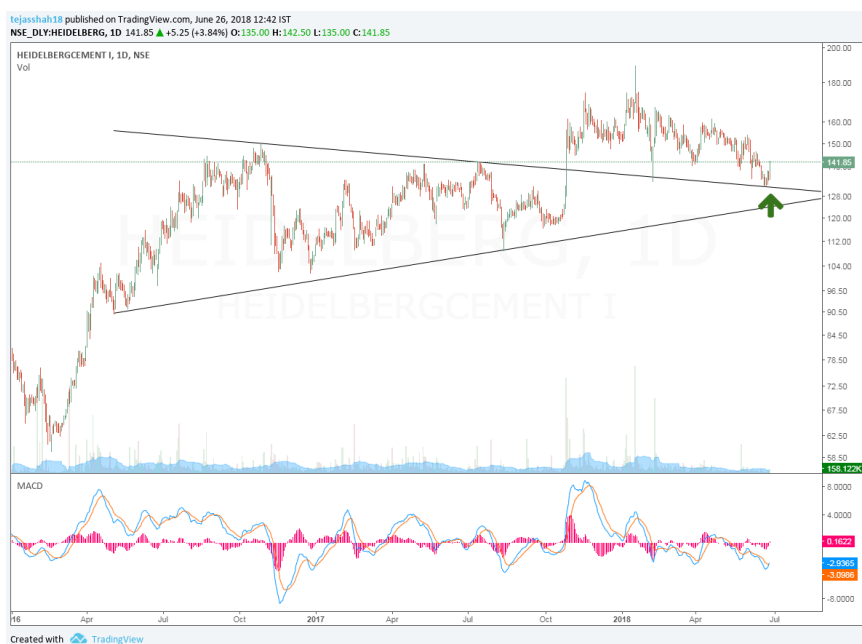 tejasshah18 published on TradingView.com, June 26, 2018 12:42 IST
NSE_DLY:HEIDELBERG, 1D 141.85 ▲ +5.25 (+3.84%) O:135.00 H:142.50 L:135.00 C:141.85
HEIDELBERGCEMENT I, 1D, NSE
Vol
HEIDELBERG, 1D
HEIDELBERGCEMENT I
200.00
180.00
160.00
150.00
141.85
128.00
120.00
112.00
104.00
96.50
90.50
84.50
78.50
72.50
67.50
62.50
58.50
158.122K
MACD
8.0000
4.0000
0.1622
-2.9365
-3.0986
-8.0000
Apr Jul Oct 2017 Apr Jul Oct 2018 Apr Jul
Created with TradingView